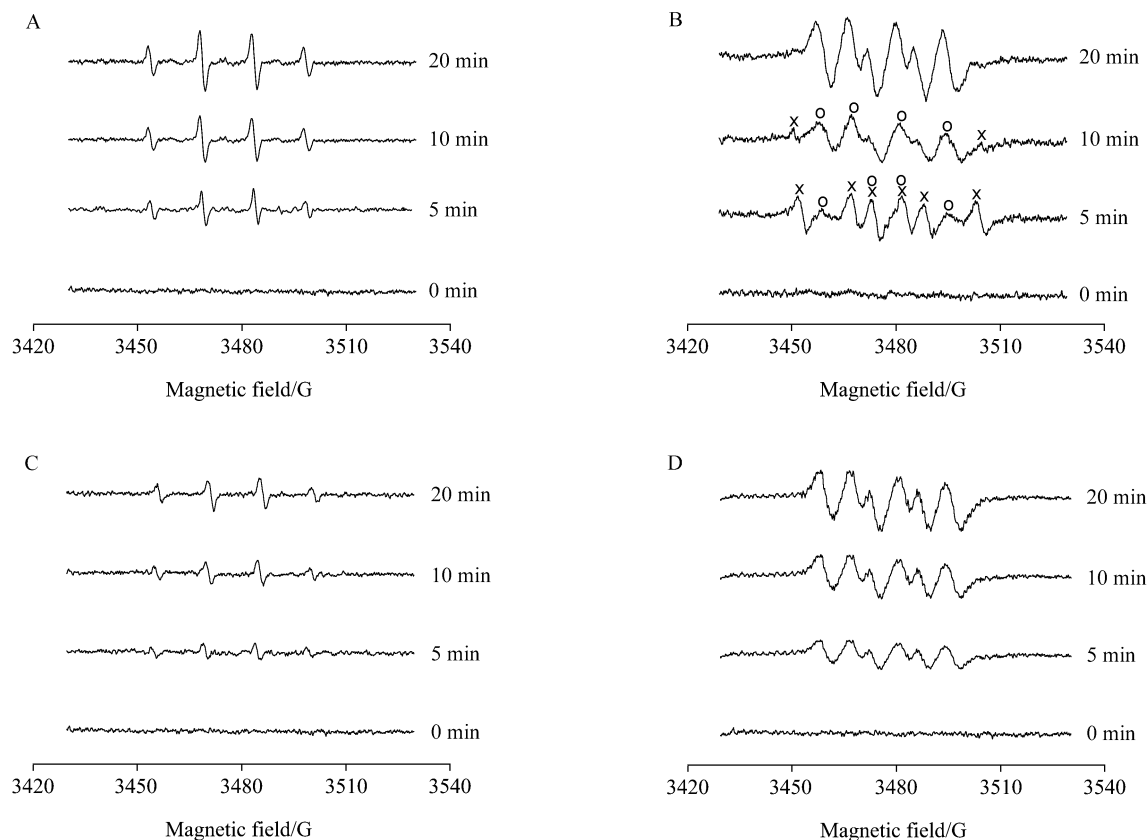 A
20 min
10 min
5 min
0 min
3420 3450 3480 3510 3540
Magnetic field/G
B
20 min
x o o o o x
10 min
x o x o x o x x o x
5 min
0 min
3420 3450 3480 3510 3540
Magnetic field/G
C
20 min
10 min
5 min
0 min
3420 3450 3480 3510 3540
Magnetic field/G
D
20 min
10 min
5 min
0 min
3420 3450 3480 3510 3540
Magnetic field/G